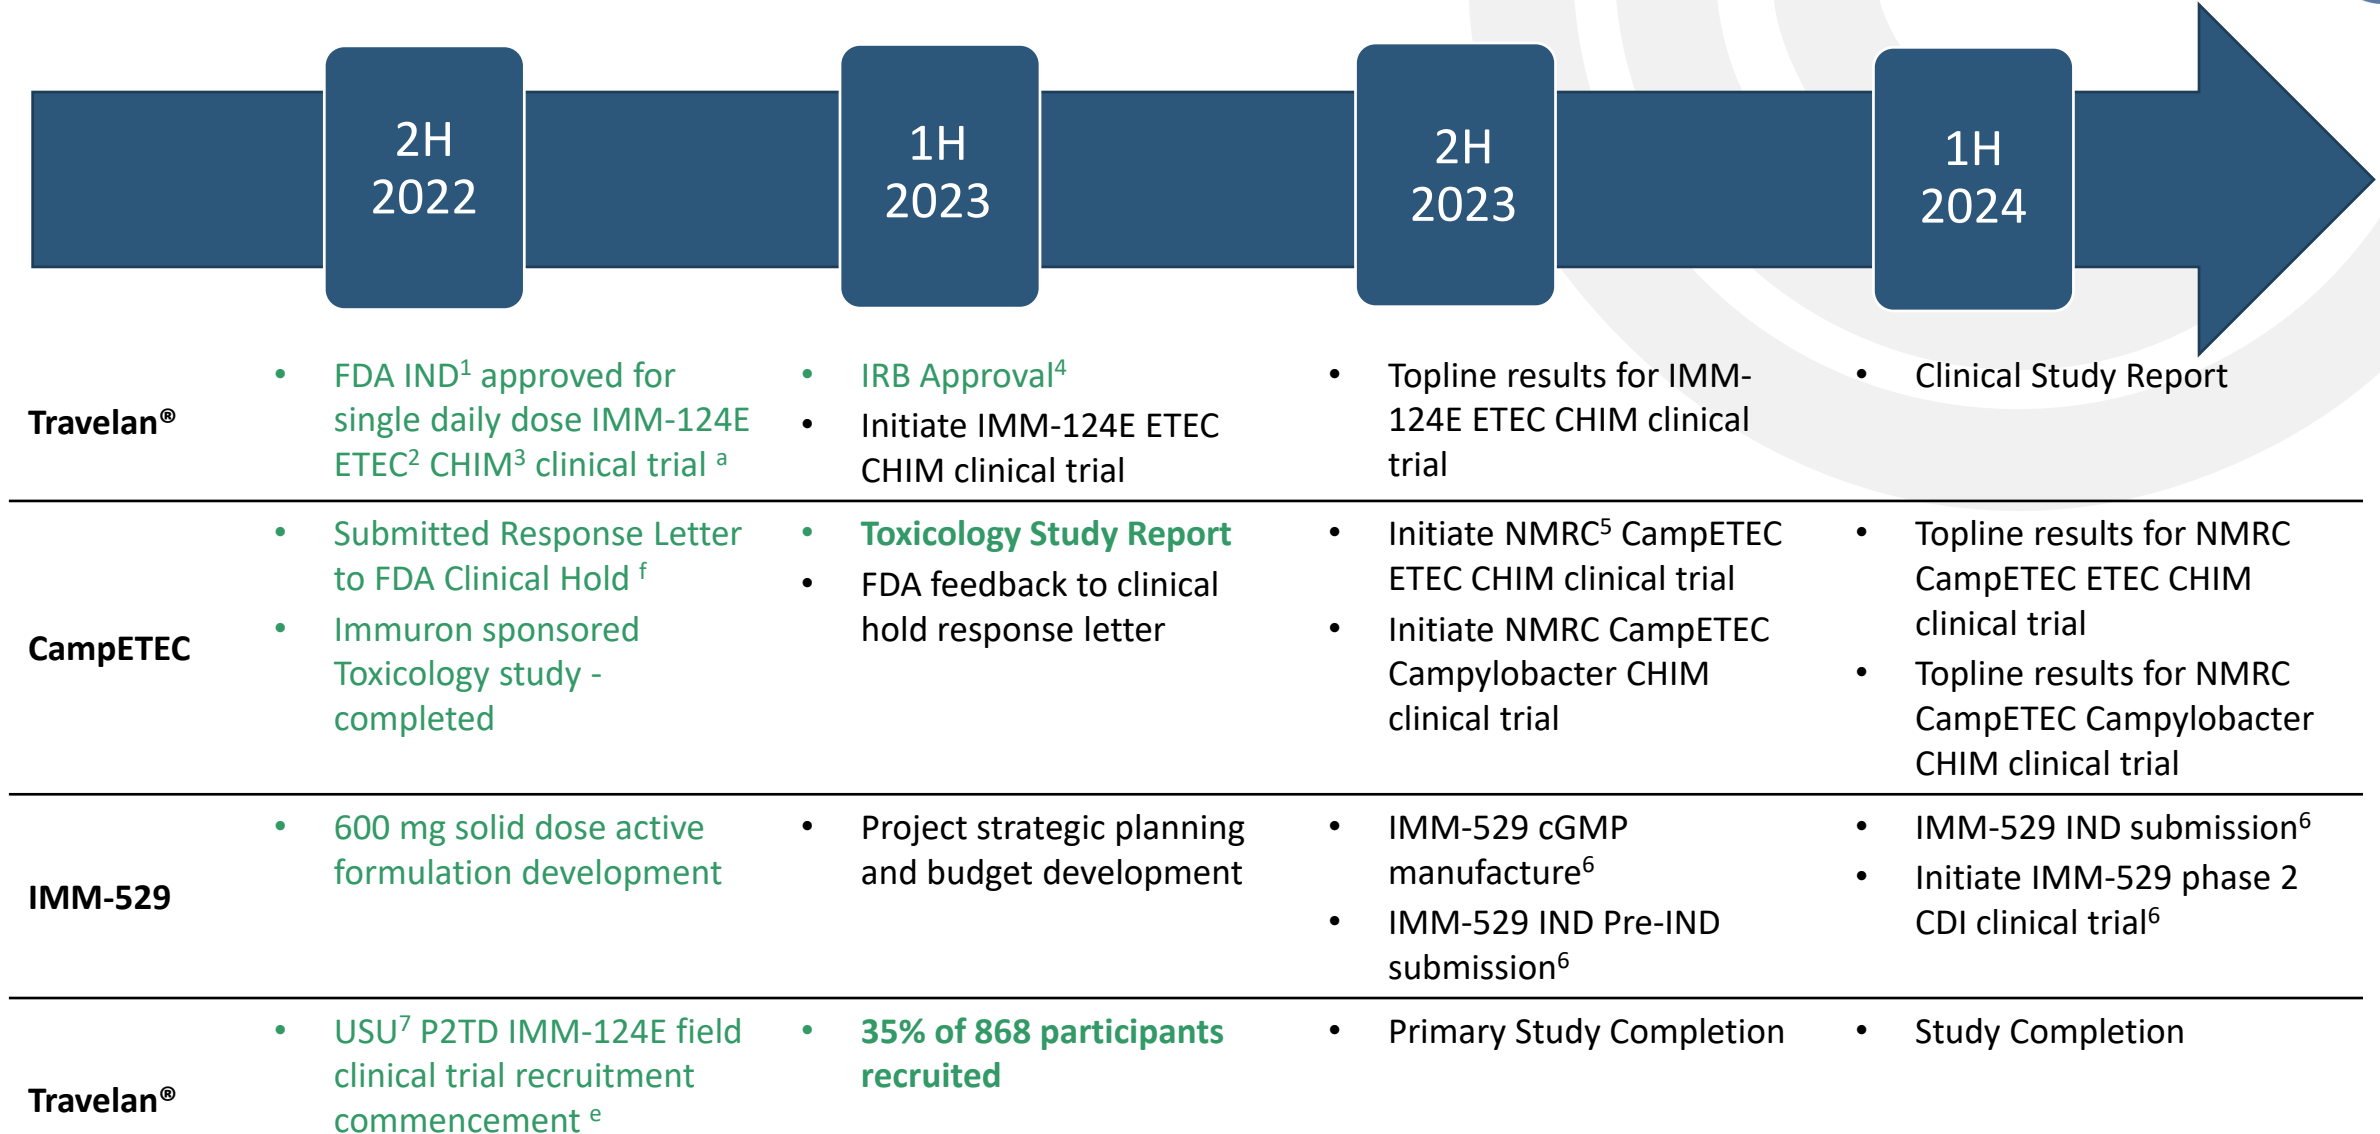 2H
2022
1H
2023
2H
2023
1H
2024
Travelan®
• FDA IND¹ approved for
single daily dose IMM-124E
ETEC² CHIM³ clinical trial ᵃ
• IRB Approval⁴
• Initiate IMM-124E ETEC
CHIM clinical trial
• Topline results for IMM-
124E ETEC CHIM clinical
trial
• Clinical Study Report
CampETEC
• Submitted Response Letter
to FDA Clinical Hold ᶠ
• Immuron sponsored
Toxicology study -
completed
• Toxicology Study Report
• FDA feedback to clinical
hold response letter
• Initiate NMRC⁵ CampETEC
ETEC CHIM clinical trial
• Initiate NMRC CampETEC
Campylobacter CHIM
clinical trial
• Topline results for NMRC
CampETEC ETEC CHIM
clinical trial
• Topline results for NMRC
CampETEC Campylobacter
CHIM clinical trial
IMM-529
• 600 mg solid dose active
formulation development
• Project strategic planning
and budget development
• IMM-529 cGMP
manufacture⁶
• IMM-529 IND Pre-IND
submission⁶
• IMM-529 IND submission⁶
• Initiate IMM-529 phase 2
CDI clinical trial⁶
Travelan®
• USU⁷ P2TD IMM-124E field
clinical trial recruitment
commencement ᵉ
• 35% of 868 participants
recruited
• Primary Study Completion
• Study Completion